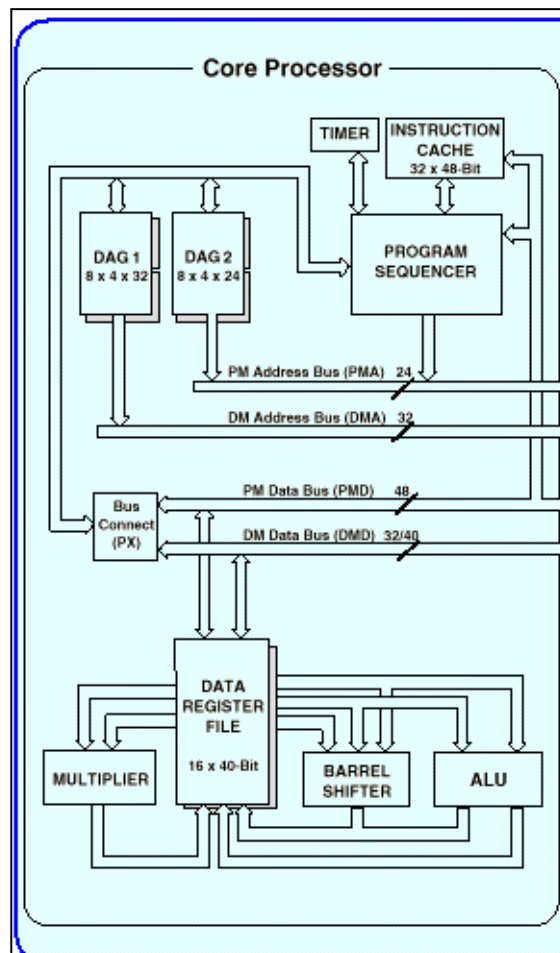 Core Processor
TIMER
INSTRUCTION
CACHE
32 x 48-Bit
DAG 1
8 x 4 x 32
DAG 2
8 x 4 x 24
PROGRAM
SEQUENCER
PM Address Bus (PMA) 24
DM Address Bus (DMA) 32
PM Data Bus (PMD) 48
Bus
Connect
(PX)
DM Data Bus (DMD) 32/40
DATA
REGISTER
FILE
16 x 40-Bit
MULTIPLIER
BARREL
SHIFTER
ALU